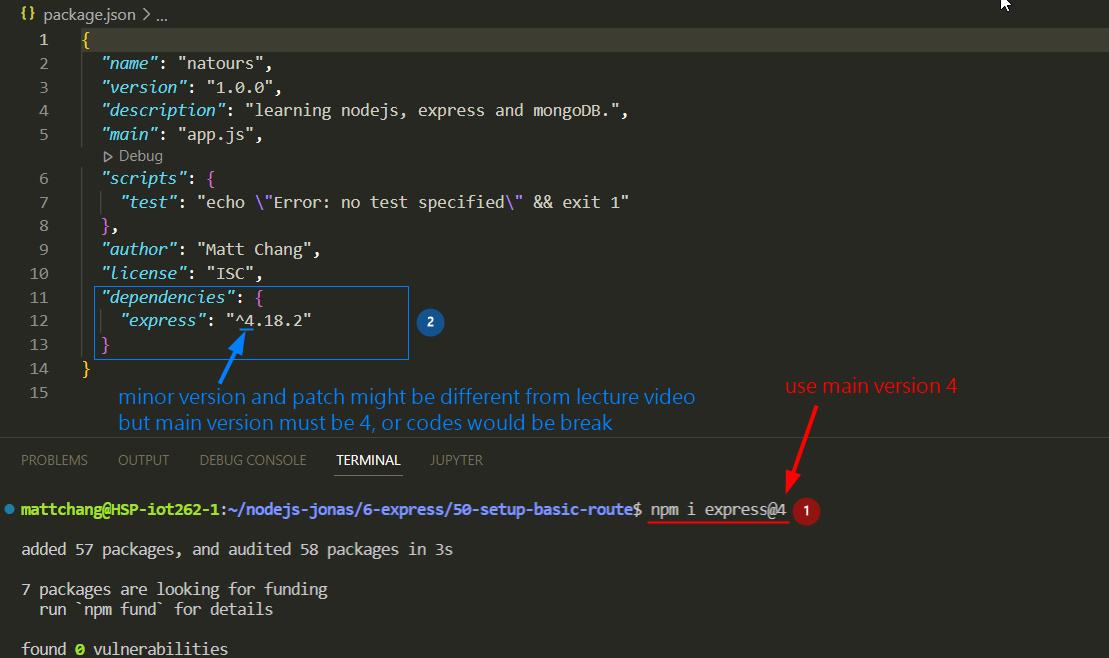 {} package.json > ...
1 {
2 "name": "natours",
3 "version": "1.0.0",
4 "description": "learning nodejs, express and mongoDB.",
5 "main": "app.js",
Debug
6 "scripts": {
7 "test": "echo \"Error: no test specified\" && exit 1"
8 },
9 "author": "Matt Chang",
10 "license": "ISC",
11 "dependencies": {
12 "express": "^4.18.2"
2
13 }
14 }
15
minor version and patch might be different from lecture video
but main version must be 4, or codes would be break
use main version 4
PROBLEMS OUTPUT DEBUG CONSOLE TERMINAL JUPYTER
mattchang@HSP-iot262-1:~/nodejs-jonas/6-express/50-setup-basic-route$ npm i express@4
1
added 57 packages, and audited 58 packages in 3s
7 packages are looking for funding
run `npm fund` for details
found 0 vulnerabilities